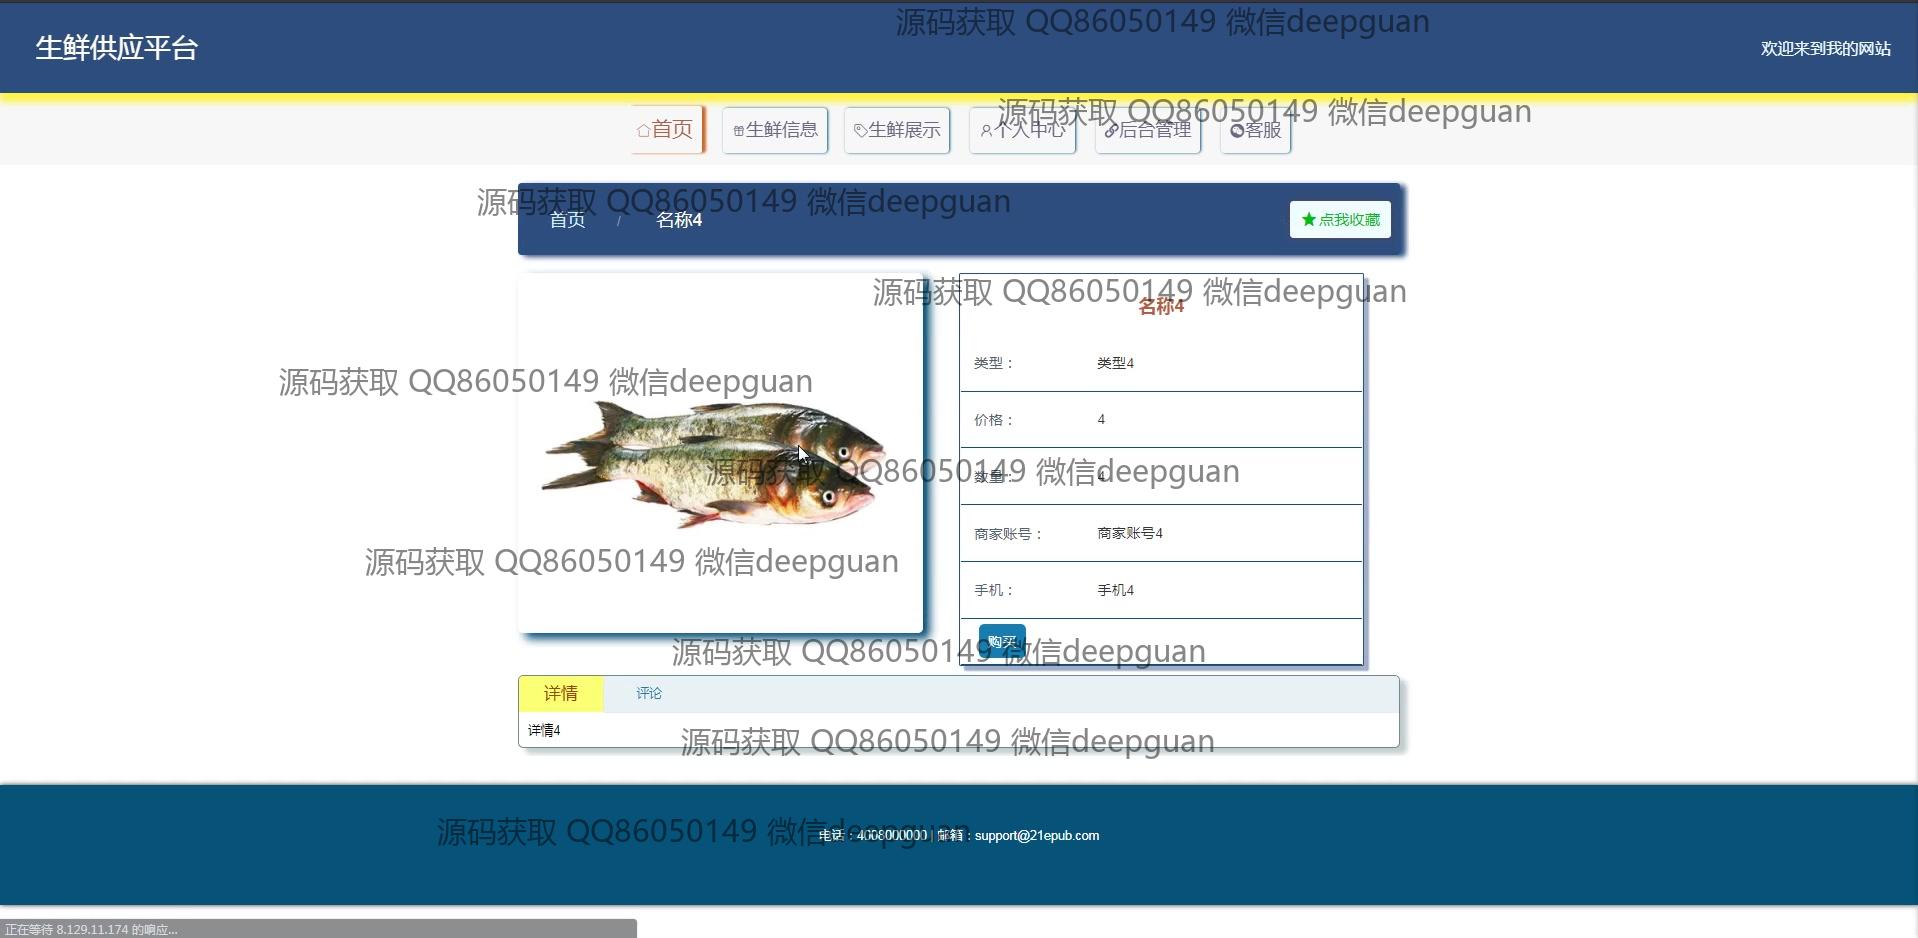 源码获取 QQ86050149 微信deepguan
生鲜供应平台
欢迎来到我的网站
源码获取 QQ86050149 微信deepguan
首页 生鲜信息 生鲜展示 个人中心 后台管理 客服
源码获取 QQ86050149 微信deepguan
首页 / 名称4 点我收藏
源码获取 QQ86050149 微信deepguan
名称4
类型： 类型4
源码获取 QQ86050149 微信deepguan
价格： 4
源码获取 QQ86050149 微信deepguan
数量： 4
商家账号： 商家账号4
源码获取 QQ86050149 微信deepguan
手机： 手机4
购买
源码获取 QQ86050149 微信deepguan
详情 评论
详情4
源码获取 QQ86050149 微信deepguan
源码获取 QQ86050149 微信deepguan
电话：4008000000 | 邮箱：support@21epub.com
正在等待 8.129.11.174 的响应...